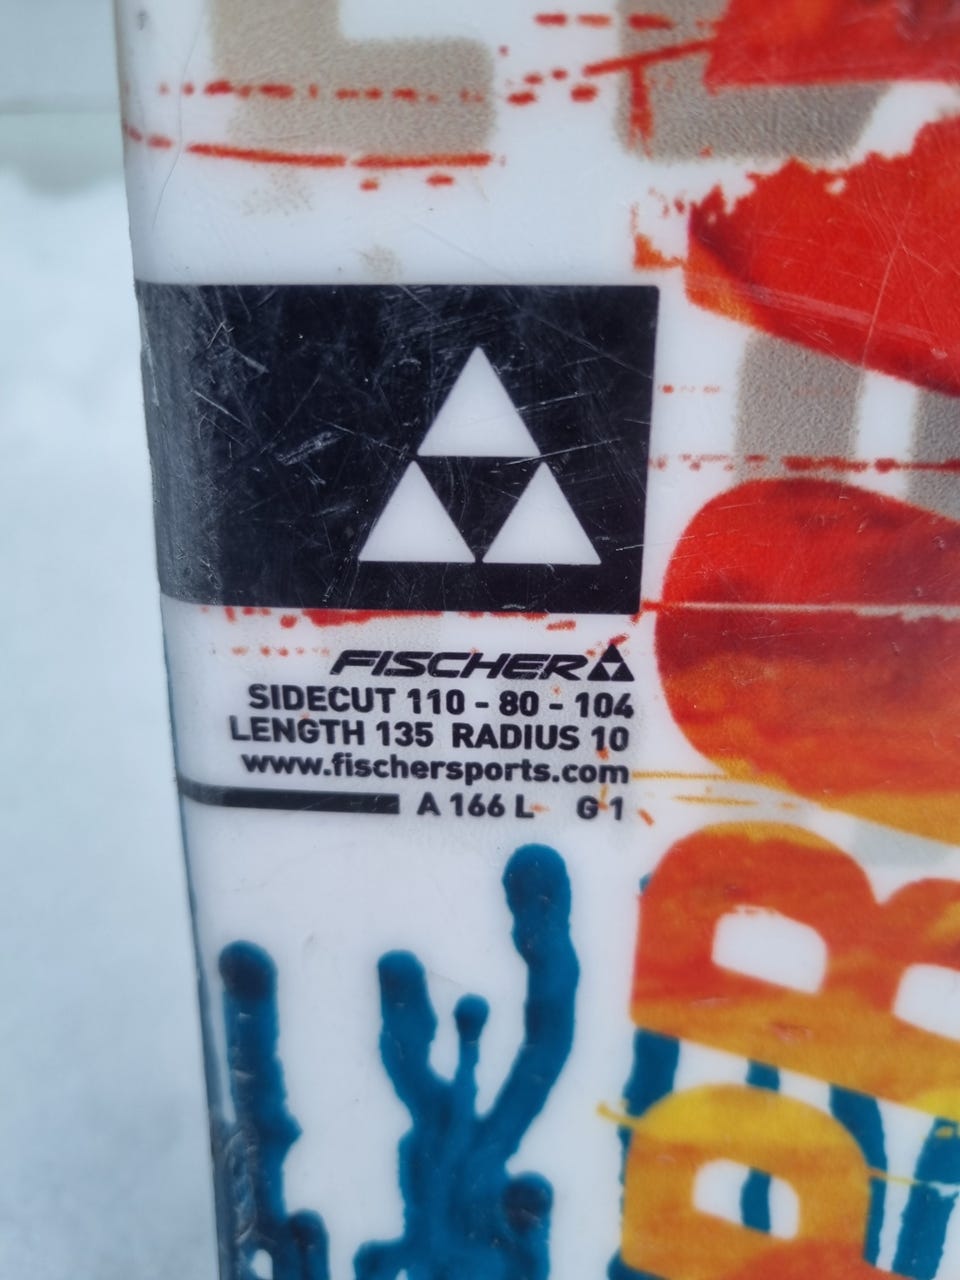 FISCHER
SIDECUT 110 - 80 - 104
LENGTH 135 RADIUS 10
www.fischersports.com
A 166 L G 1